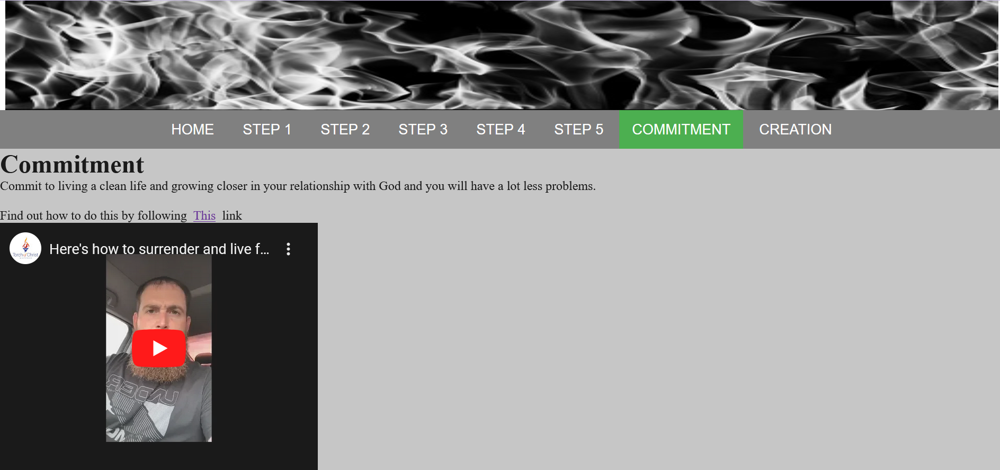 HOME STEP 1 STEP 2 STEP 3 STEP 4 STEP 5 COMMITMENT CREATION
Commitment
Commit to living a clean life and growing closer in your relationship with God and you will have a lot less problems.
Find out how to do this by following This link
Here's how to surrender and live f...
Torch of Christ